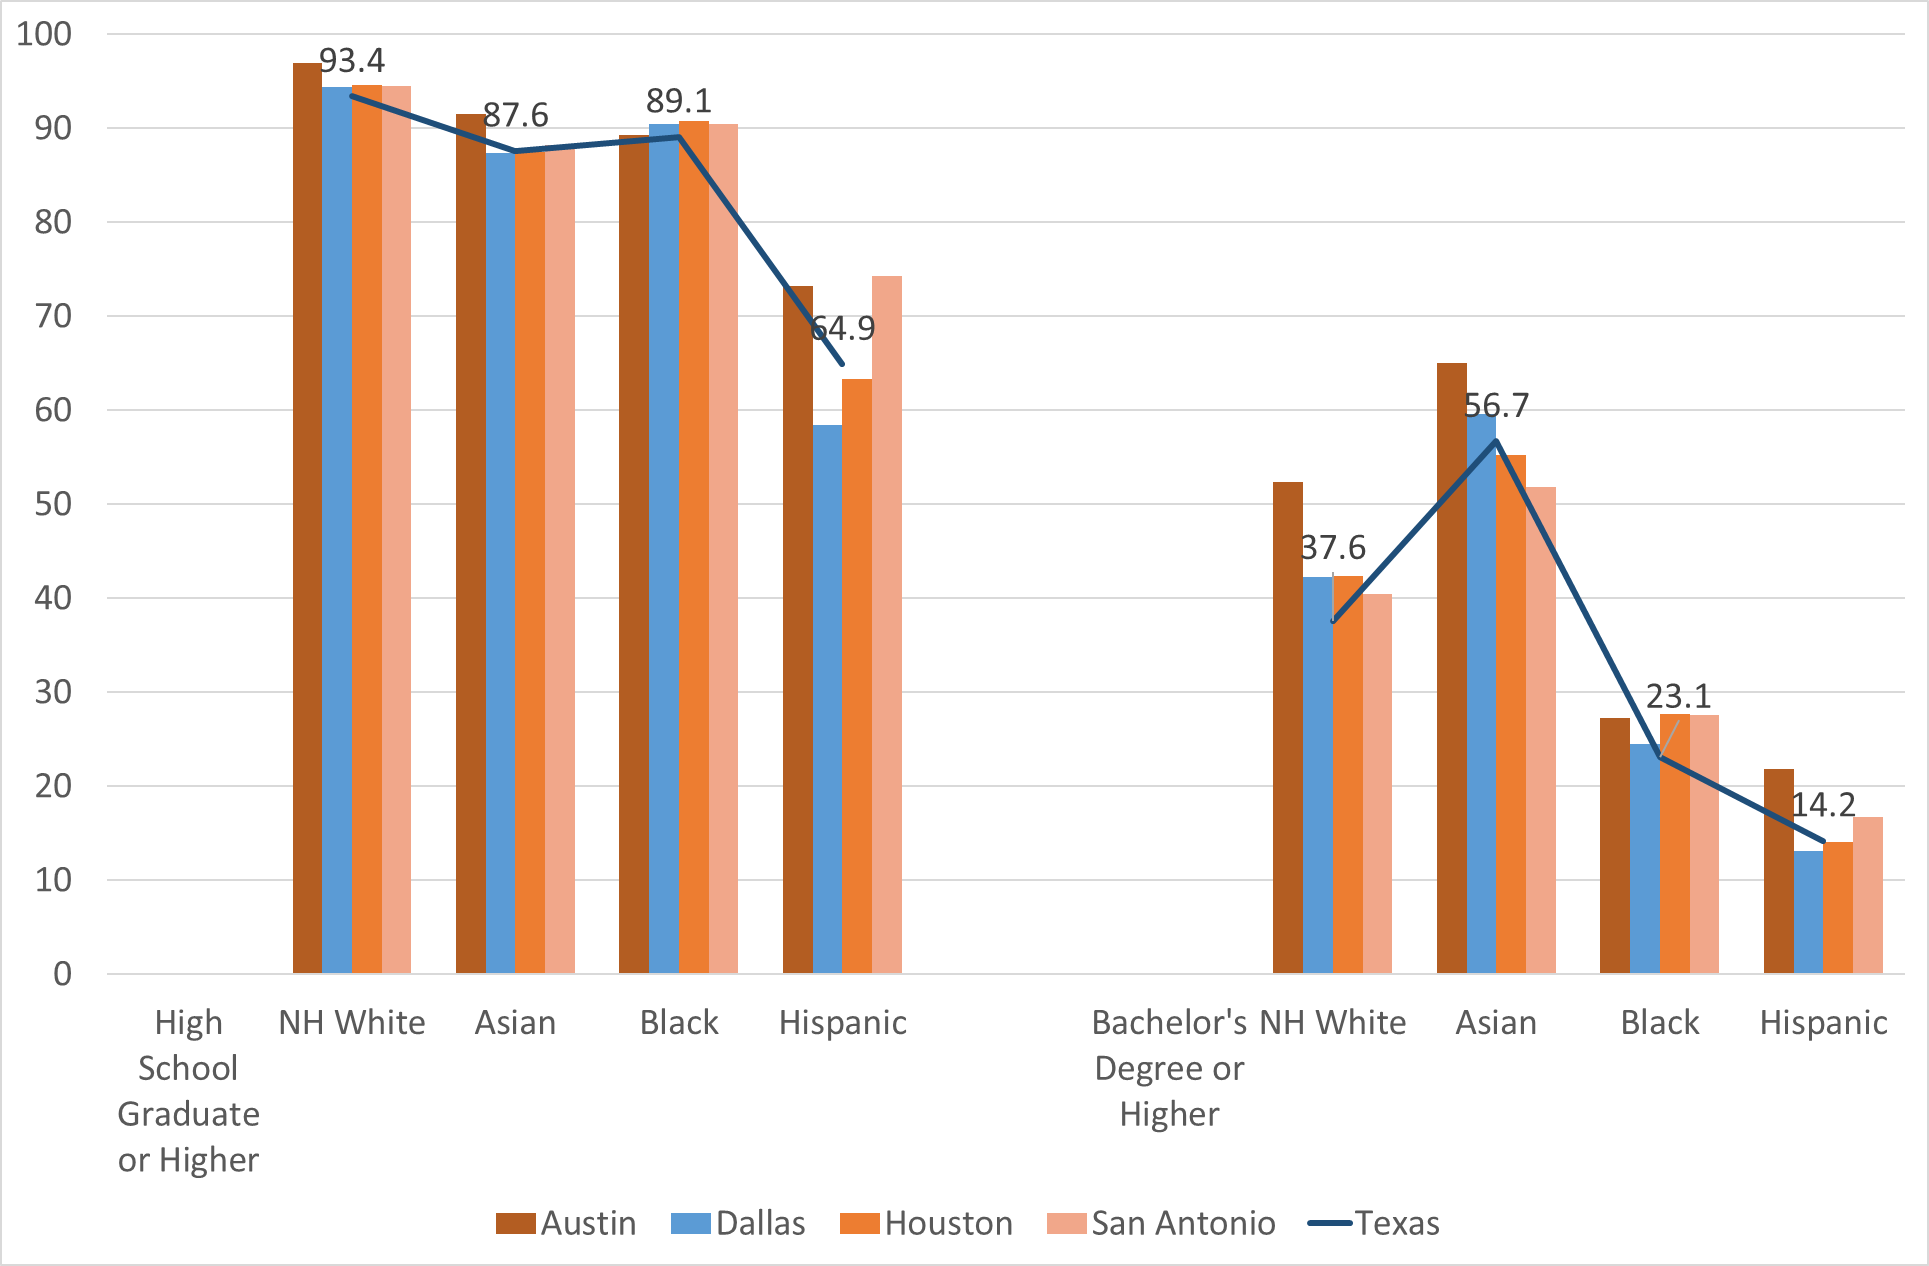 100
90
80
70
60
50
40
30
20
10
0
93.4
87.6
89.1
64.9
37.6
56.7
23.1
14.2
High School Graduate or Higher
NH White
Asian
Black
Hispanic
Bachelor's Degree or Higher
NH White
Asian
Black
Hispanic
Austin
Dallas
Houston
San Antonio
Texas